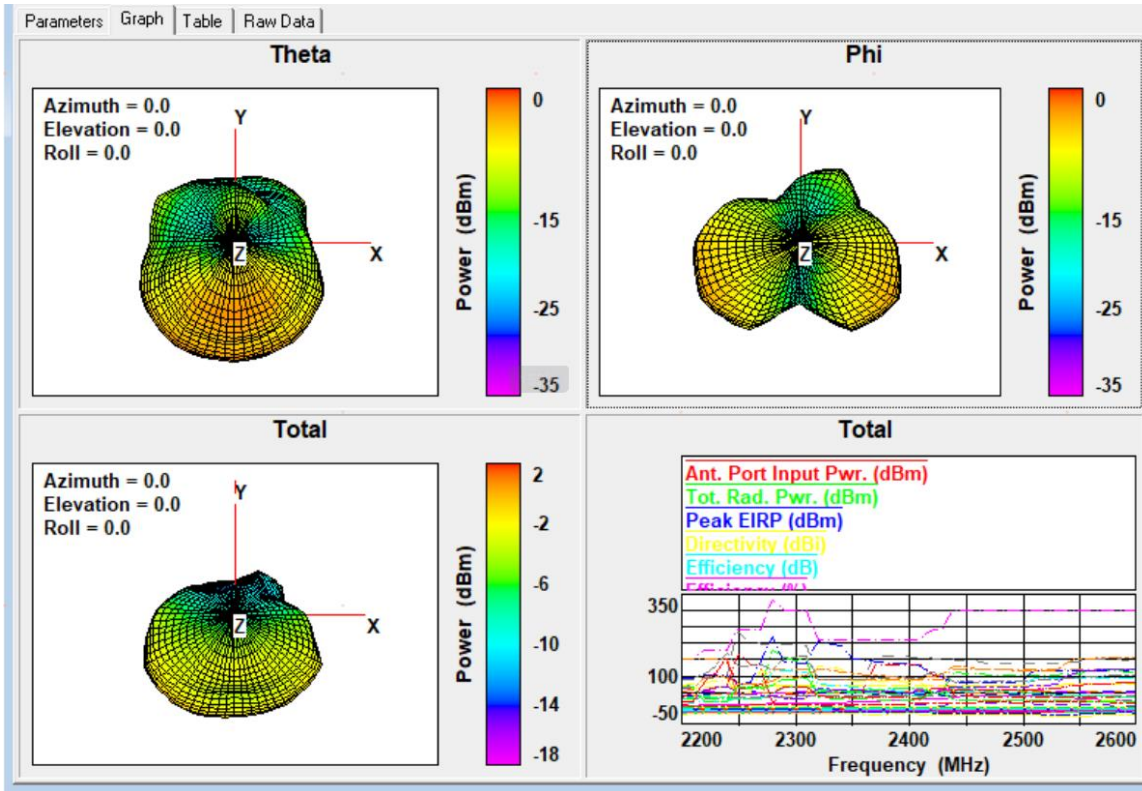 Parameters Graph Table Raw Data
Theta
Azimuth = 0.0
Elevation = 0.0
Roll = 0.0
Y
X
Z
Power (dBm)
0
-15
-25
-35
Phi
Azimuth = 0.0
Elevation = 0.0
Roll = 0.0
Y
X
Z
Power (dBm)
0
-15
-25
-35
Total
Azimuth = 0.0
Elevation = 0.0
Roll = 0.0
Y
X
Z
Power (dBm)
2
-2
-6
-10
-14
-18
Total
Ant. Port Input Pwr. (dBm)
Tot. Rad. Pwr. (dBm)
Peak EIRP (dBm)
Directivity (dBi)
Efficiency (dB)
Efficiency (%)
350
100
-50
2200 2300 2400 2500 2600
Frequency (MHz)